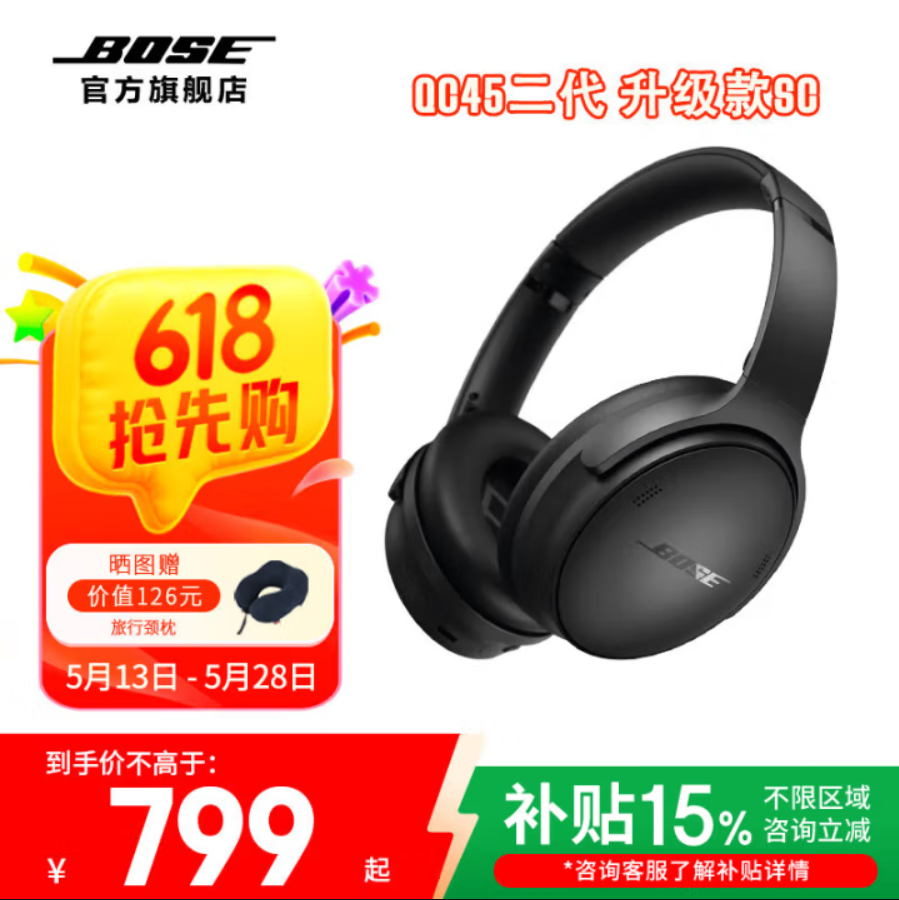 BOSE
官方旗舰店
QC45二代 升级款SC
618
抢先购
晒图赠
价值126元
旅行颈枕
5月13日 - 5月28日
BOSE
到手价不高于：
¥799起
补贴15%
不限区域
咨询立减
*咨询客服了解补贴详情